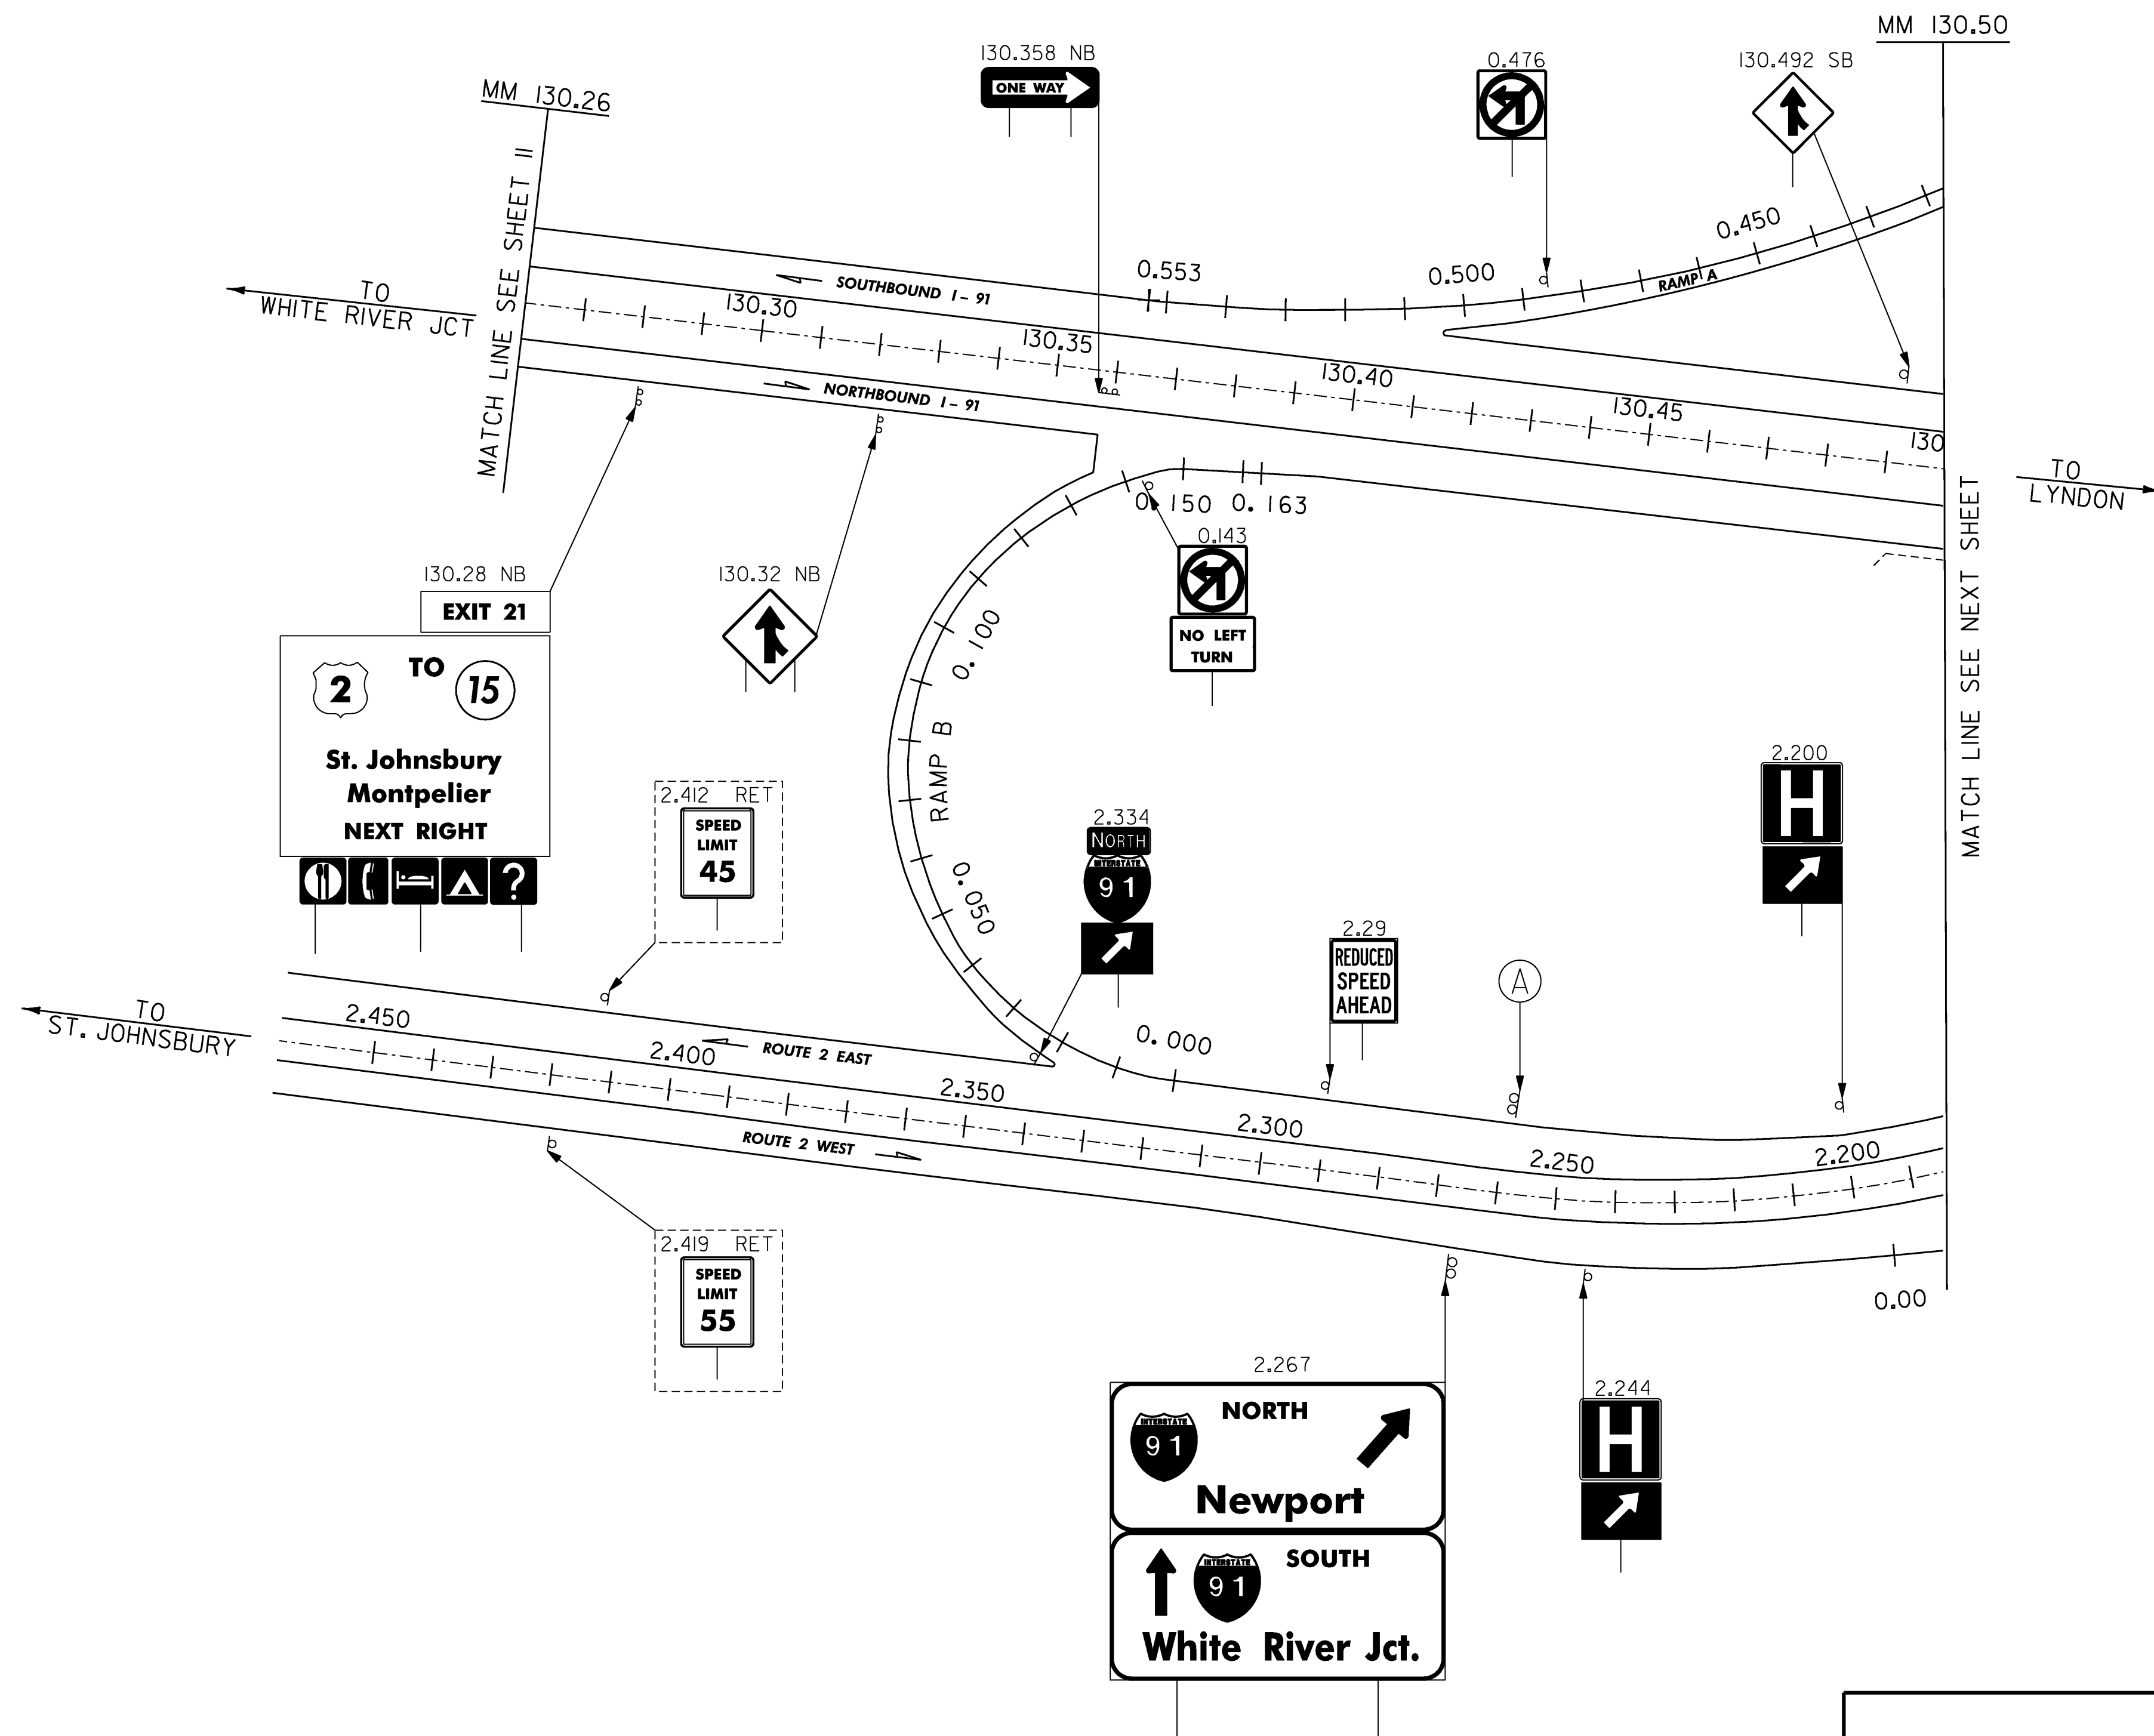 MM 130.50
130.358 NB
ONE WAY
0.476
130.492 SB
MM 130.26
MATCH LINE SEE SHEET 11
0.450
RAMP A
0.553
0.500
SOUTHBOUND I-91
TO
WHITE RIVER JCT
130.30
130.35
130.40
130.45
130
NORTHBOUND I-91
TO
LYNDON
0.150 0.163
0.143
NO LEFT
TURN
MATCH LINE SEE NEXT SHEET
130.28 NB
EXIT 21
2
TO
15
St. Johnsbury
Montpelier
NEXT RIGHT
?
130.32 NB
0.100
RAMP B
0.050
0.000
2.412 RET
SPEED
LIMIT
45
2.334
NORTH
INTERSTATE
91
2.29
REDUCED
SPEED
AHEAD
A
2.200
H
TO
ST. JOHNSBURY
2.450
2.400
2.350
2.300
2.250
2.200
ROUTE 2 EAST
ROUTE 2 WEST
0.00
2.419 RET
SPEED
LIMIT
55
2.267
INTERSTATE
91
NORTH
Newport
INTERSTATE
91
SOUTH
White River Jct.
2.244
H